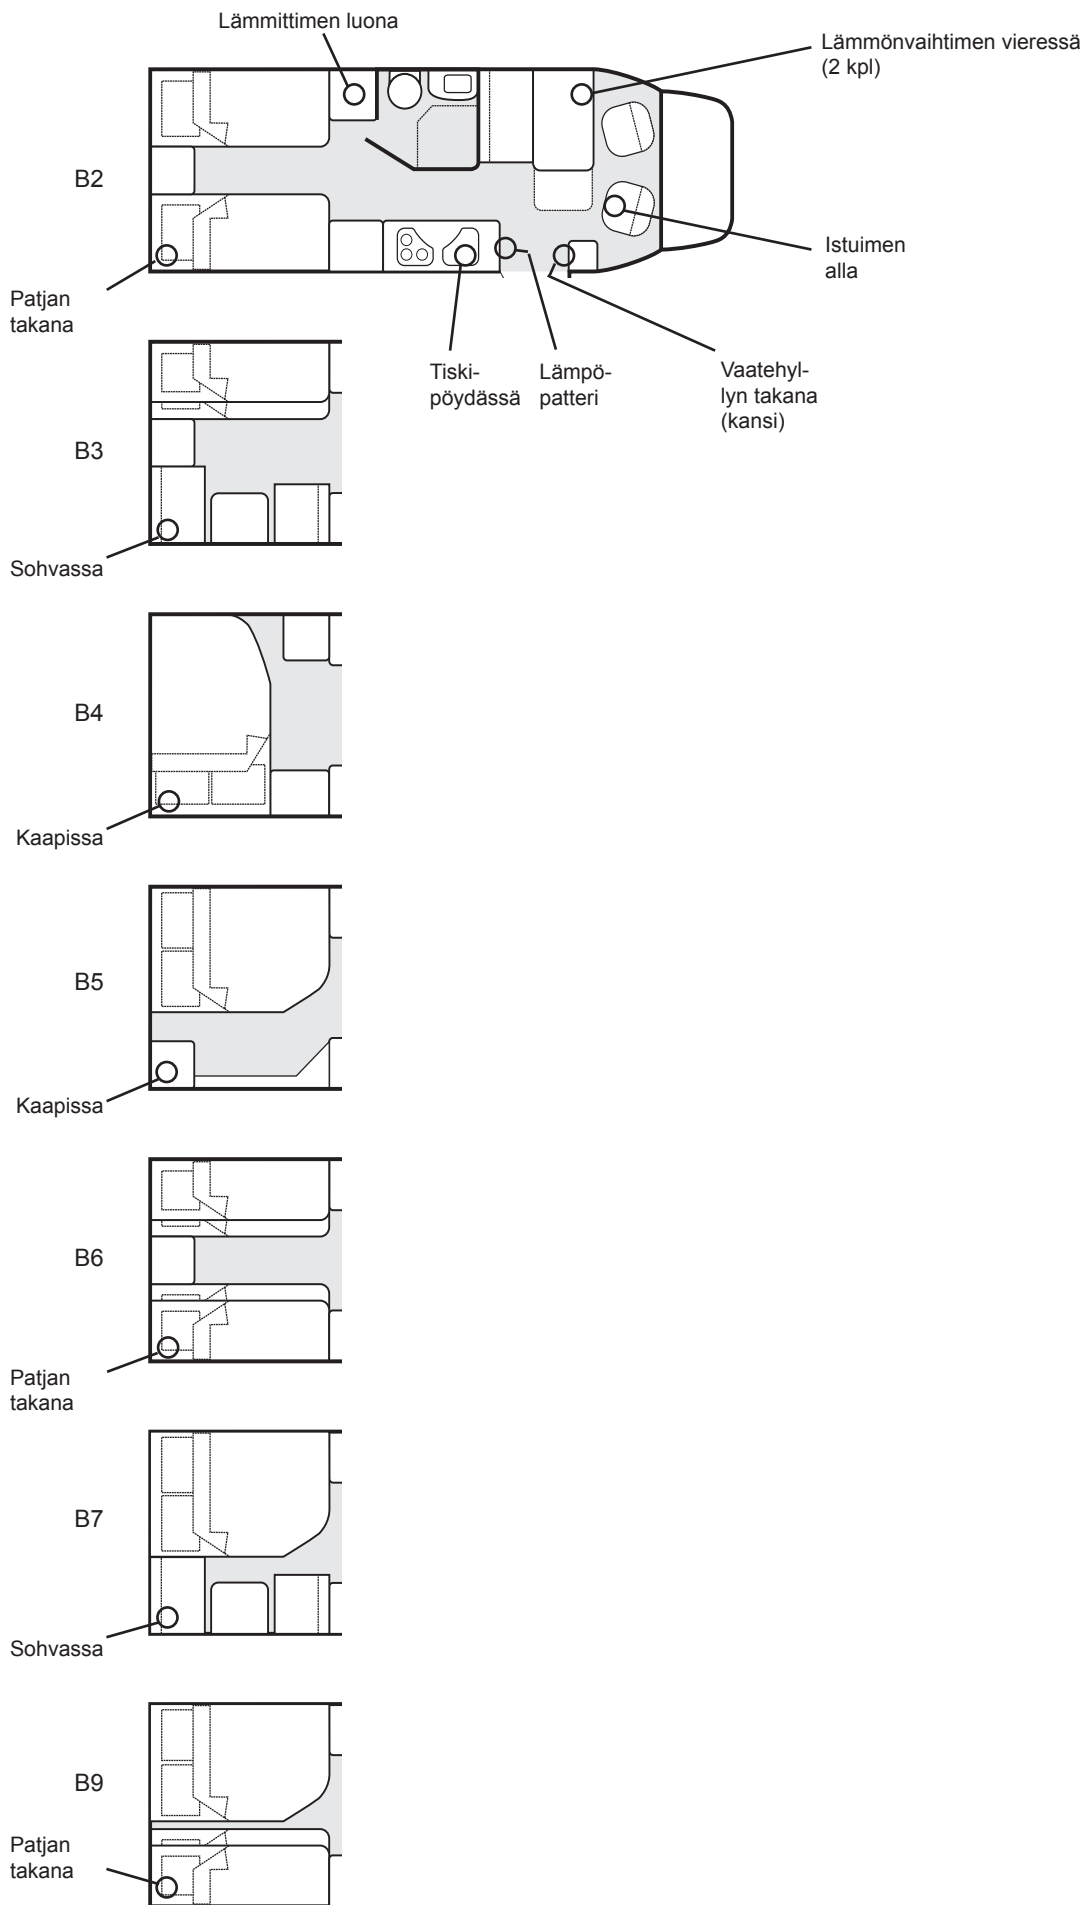 Lämmittimen luona
Lämmönvaihtimen vieressä
(2 kpl)
B2
Istuimen
alla
Patjan
takana
Tiski-
pöydässä
Lämpö-
patteri
Vaatehyl-
lyn takana
(kansi)
B3
Sohvassa
B4
Kaapissa
B5
Kaapissa
B6
Patjan
takana
B7
Sohvassa
B9
Patjan
takana